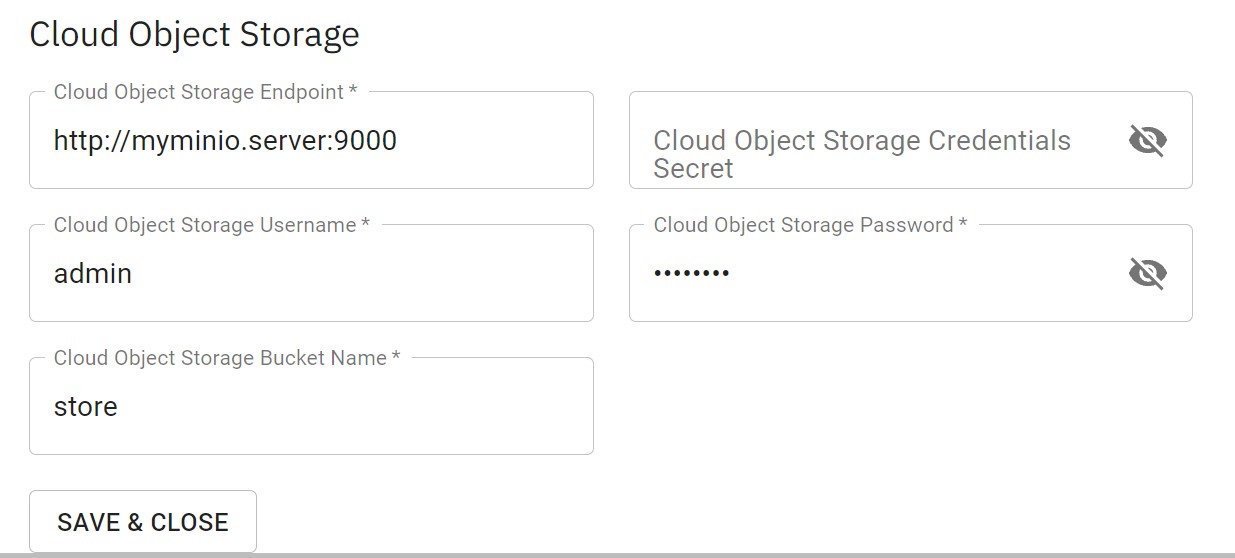 Cloud Object Storage
Cloud Object Storage Endpoint *
http://myminio.server:9000
Cloud Object Storage Credentials
Secret
Cloud Object Storage Username *
admin
Cloud Object Storage Password *
••••••••
Cloud Object Storage Bucket Name *
store
SAVE & CLOSE